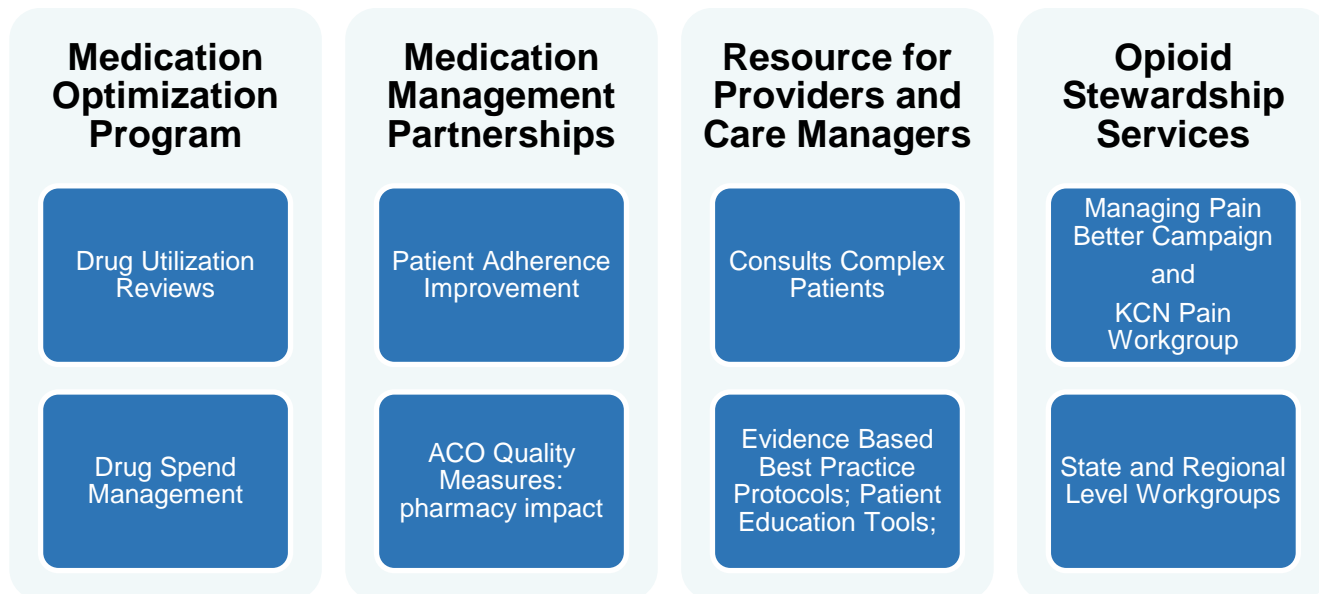 Medication
Optimization
Program
Drug Utilization
Reviews
Drug Spend
Management
Medication
Management
Partnerships
Patient Adherence
Improvement
ACO Quality
Measures:
pharmacy impact
Resource for
Providers and
Care Managers
Consults Complex
Patients
Evidence Based
Best Practice
Protocols; Patient
Education Tools;
Opioid
Stewardship
Services
Managing Pain
Better Campaign
and
KCN Pain
Workgroup
State and Regional
Level Workgroups